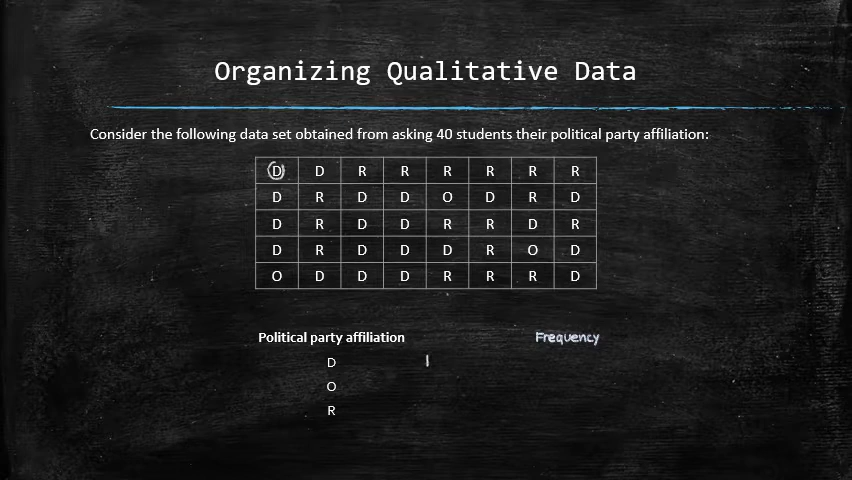 Organizing Qualitative Data
Consider the following data set obtained from asking 40 students their political party affiliation:
D D R R R R R R
D R D D O D R D
D R D D R R D R
D R D D D R O D
O D D D R R R D
Political party affiliation Frequency
D |
O
R